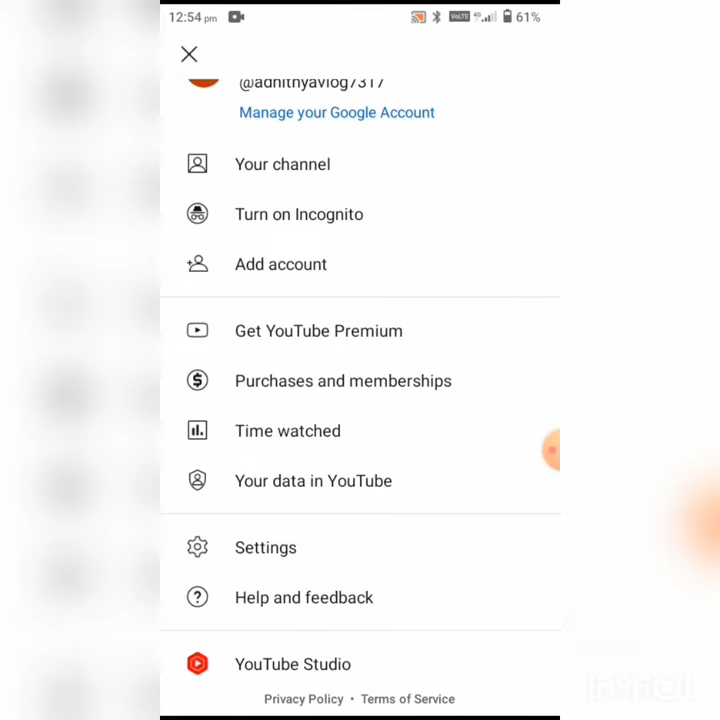 12:54 pm VoLTE 4G 61%
@adhithyavlog7317
Manage your Google Account
Your channel
Turn on Incognito
Add account
Get YouTube Premium
Purchases and memberships
Time watched
Your data in YouTube
Settings
Help and feedback
YouTube Studio
Privacy Policy • Terms of Service